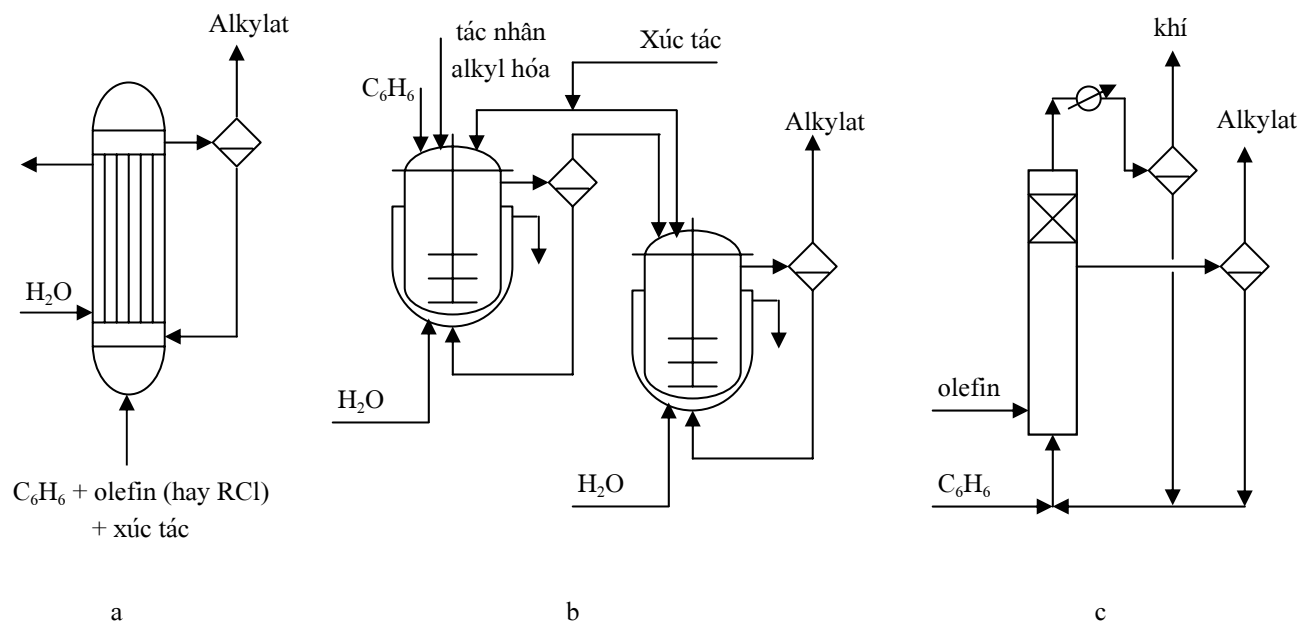 Alkylat
H₂O
C₆H₆ + olefin (hay RCl)
+ xúc tác
a
tác nhân
alkyl hóa
C₆H₆
Xúc tác
Alkylat
H₂O
H₂O
b
khí
Alkylat
olefin
C₆H₆
c